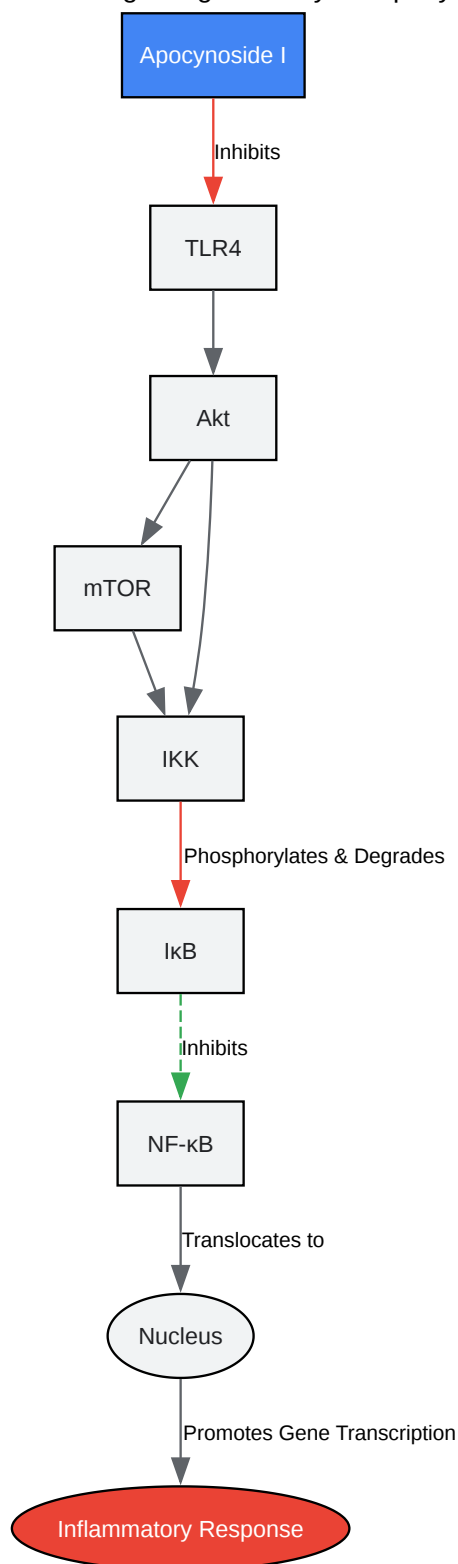 Apocynoside I
Inhibits
TLR4
Akt
mTOR
IKK
Phosphorylates & Degrades
IκB
Inhibits
NF-κB
Translocates to
Nucleus
Promotes Gene Transcription
Inflammatory Response